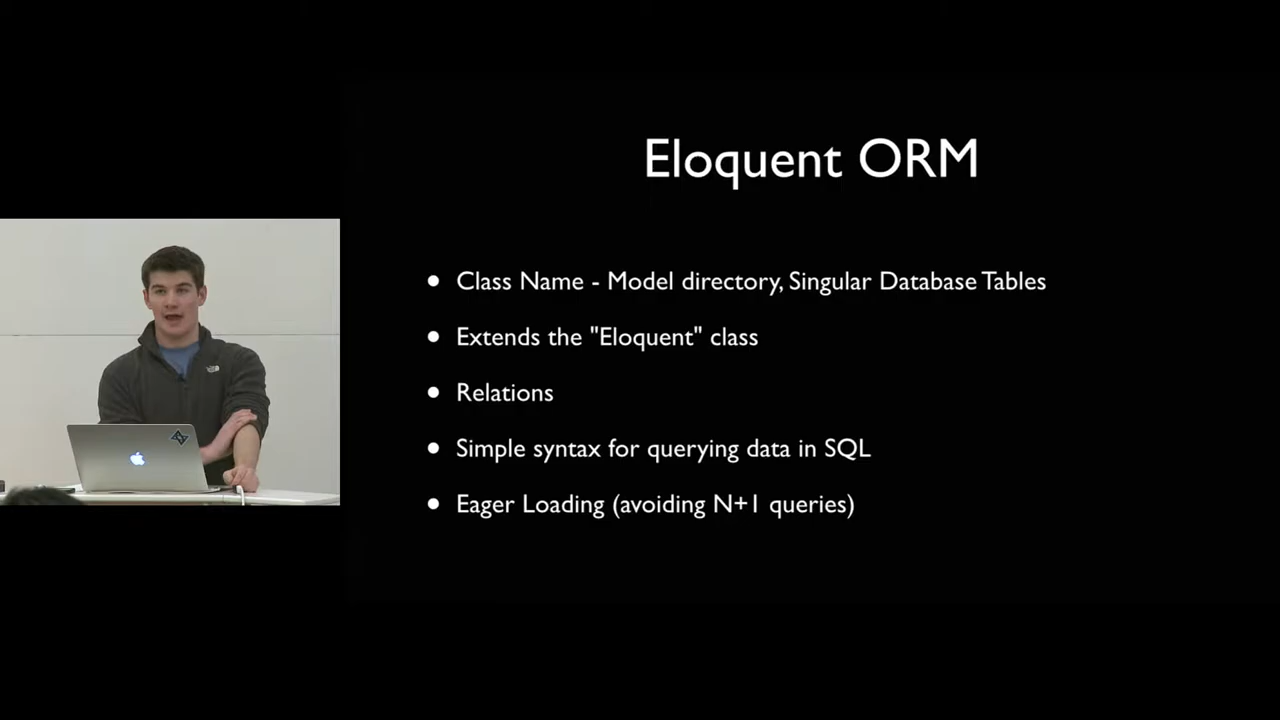 Eloquent ORM
Class Name - Model directory, Singular Database Tables
Extends the "Eloquent" class
Relations
Simple syntax for querying data in SQL
Eager Loading (avoiding N+1 queries)